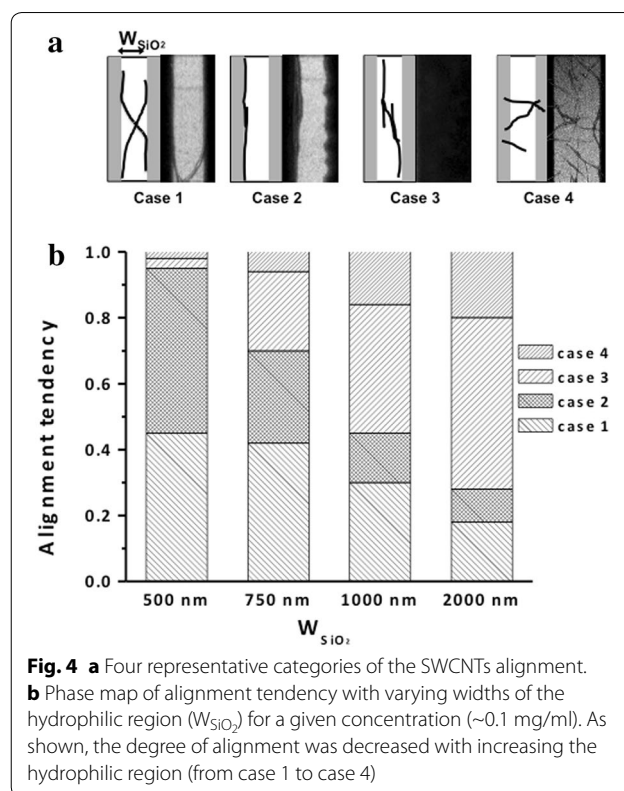 a
W SiO₂
Case 1 Case 2 Case 3 Case 4
b
Alignment tendency
1.0
0.8
0.6
0.4
0.2
0.0
case 4
case 3
case 2
case 1
500 nm 750 nm 1000 nm 2000 nm
W SiO₂
Fig. 4 a Four representative categories of the SWCNTs alignment.
b Phase map of alignment tendency with varying widths of the
hydrophilic region (W SiO₂) for a given concentration (~0.1 mg/ml). As
shown, the degree of alignment was decreased with increasing the
hydrophilic region (from case 1 to case 4)